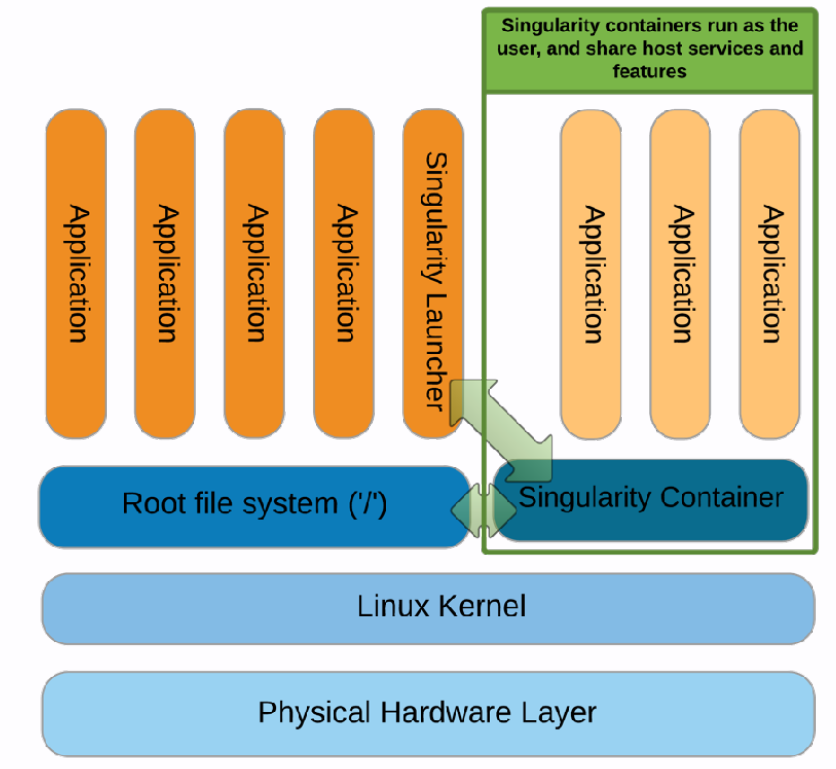 Singularity containers run as the
user, and share host services and
features
Application
Application
Application
Application
Singularity Launcher
Application
Application
Application
Root file system ('/')
Singularity Container
Linux Kernel
Physical Hardware Layer